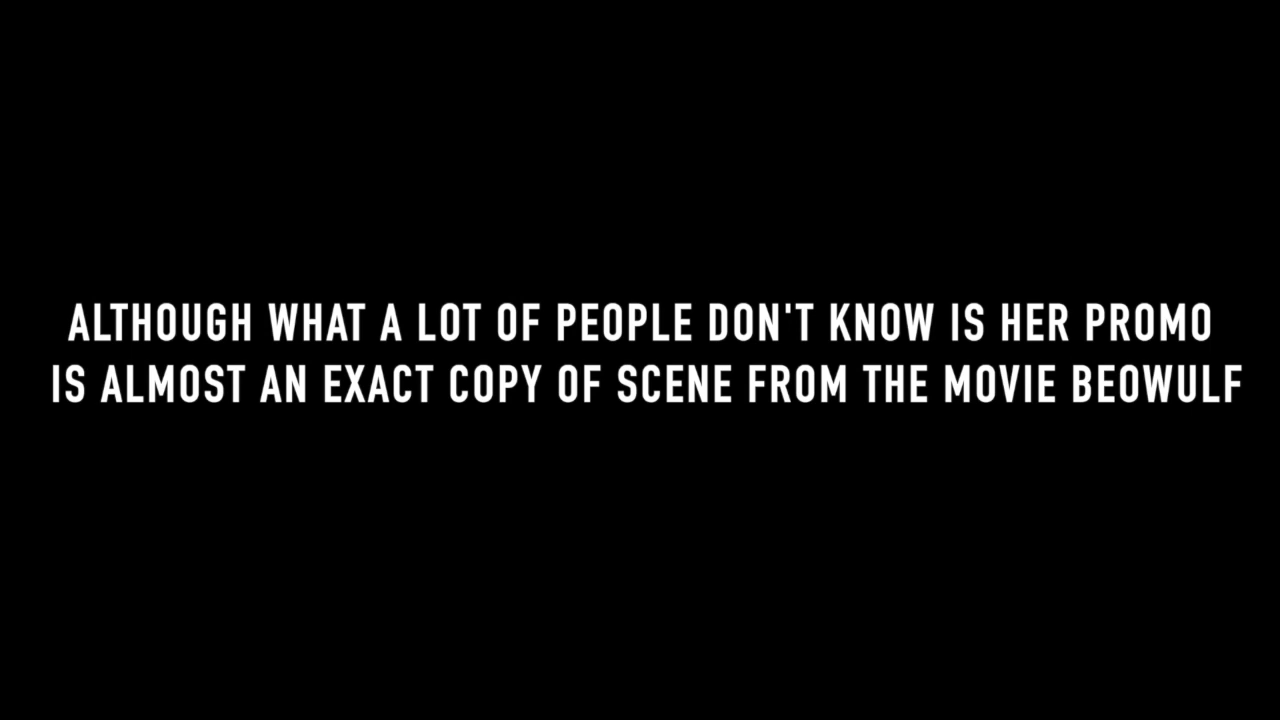 ALTHOUGH WHAT A LOT OF PEOPLE DON'T KNOW IS HER PROMO
IS ALMOST AN EXACT COPY OF SCENE FROM THE MOVIE BEOWULF